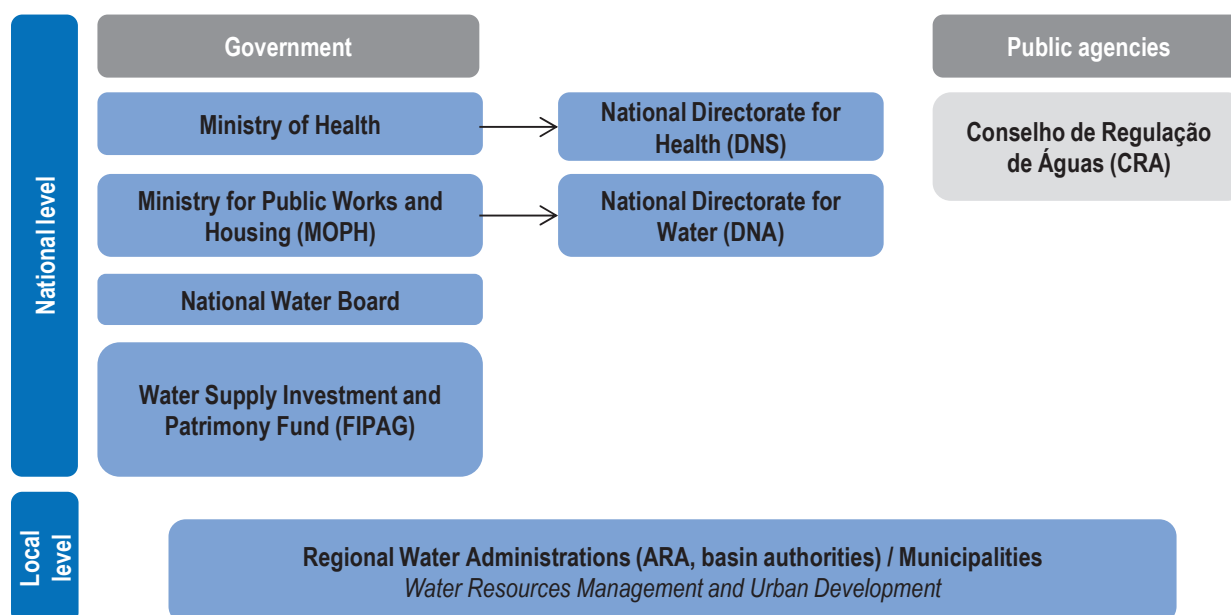 Government
Public agencies
National level
Ministry of Health
National Directorate for
Health (DNS)
Conselho de Regulação
de Águas (CRA)
Ministry for Public Works and
Housing (MOPH)
National Directorate for
Water (DNA)
National Water Board
Water Supply Investment and
Patrimony Fund (FIPAG)
Local
level
Regional Water Administrations (ARA, basin authorities) / Municipalities
Water Resources Management and Urban Development